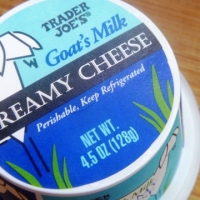 TRADER
JOE'S
Goat's Milk
REAMY CHEESE
Perishable, Keep Refrigerated
NET WT.
4.5 OZ (128g)